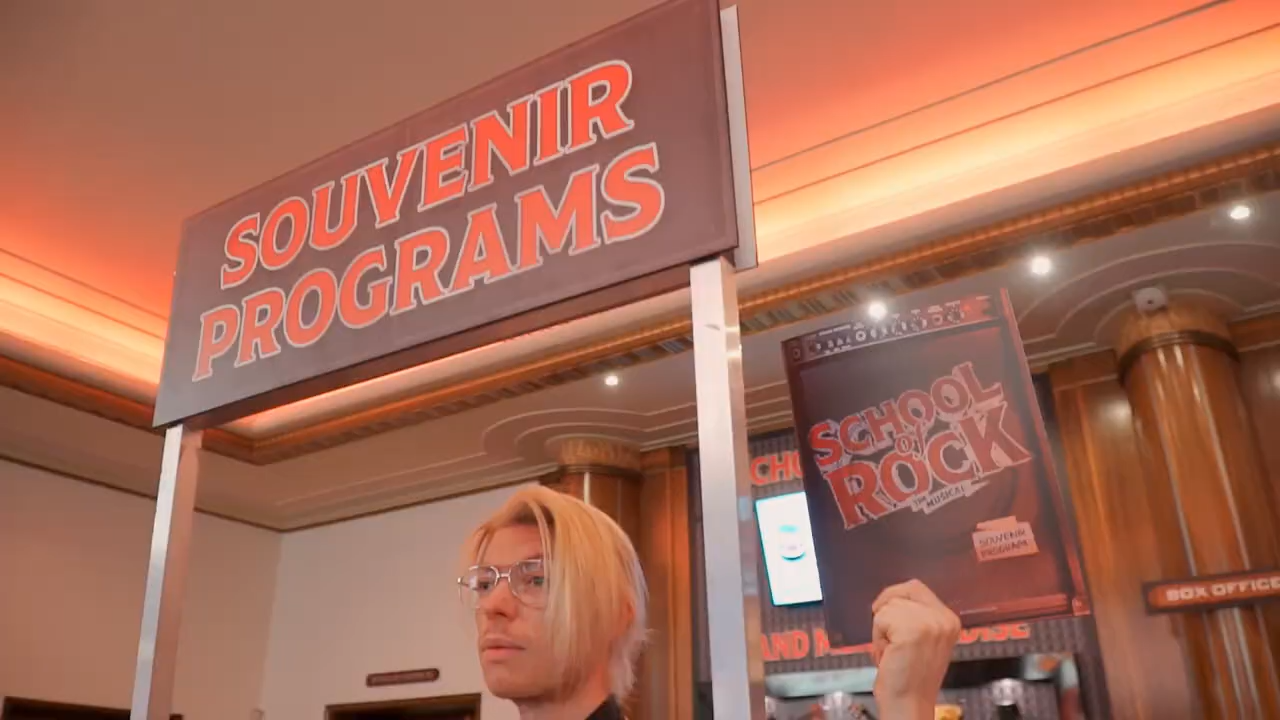 SOUVENIR
PROGRAMS
SCHOOL
OF
ROCK
THE MUSICAL
SOUVENIR
PROGRAM
BOX OFFICE